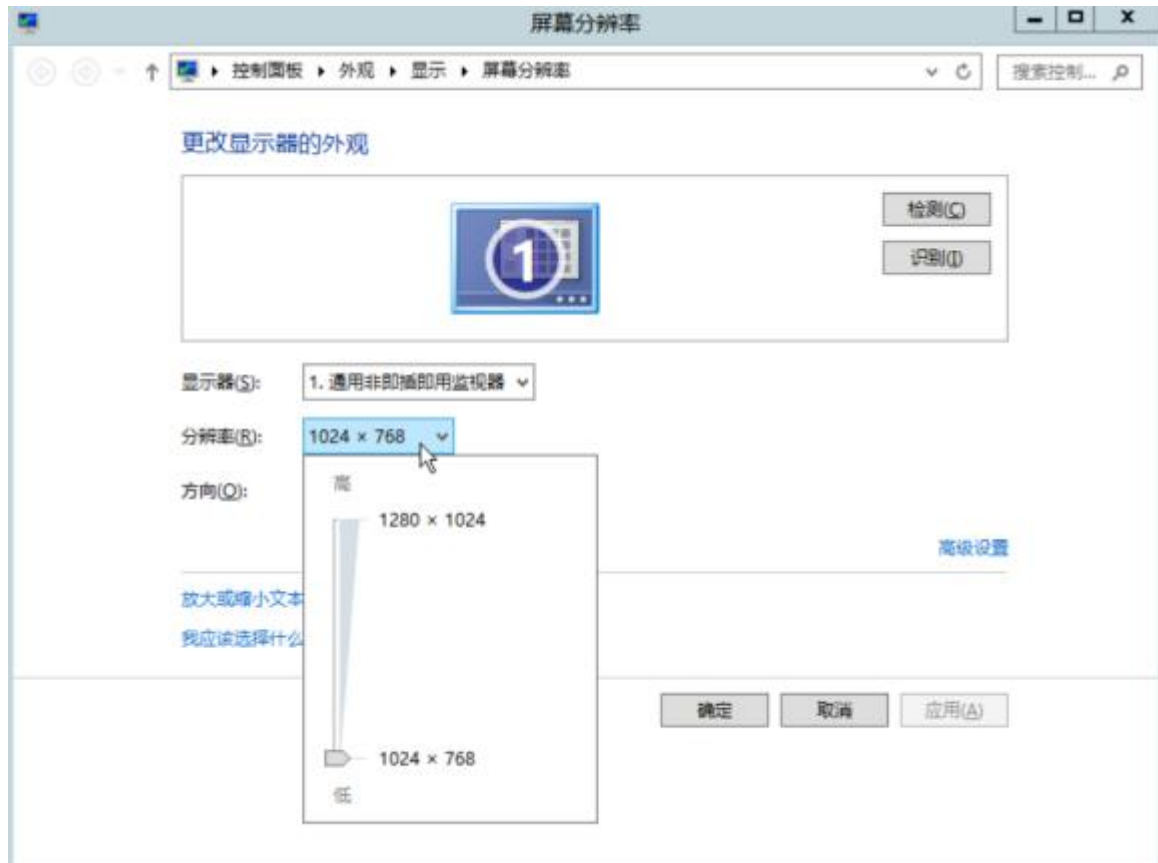 屏幕分辨率
控制面板 外观 显示 屏幕分辨率
搜索控制...
更改显示器的外观
1
检测(C)
识别(I)
显示器(S):
1. 通用非即插即用监视器
分辨率(R):
1024 × 768
方向(O):
高
1280 × 1024
1024 × 768
低
高级设置
放大或缩小文本
我应该选择什么
确定
取消
应用(A)